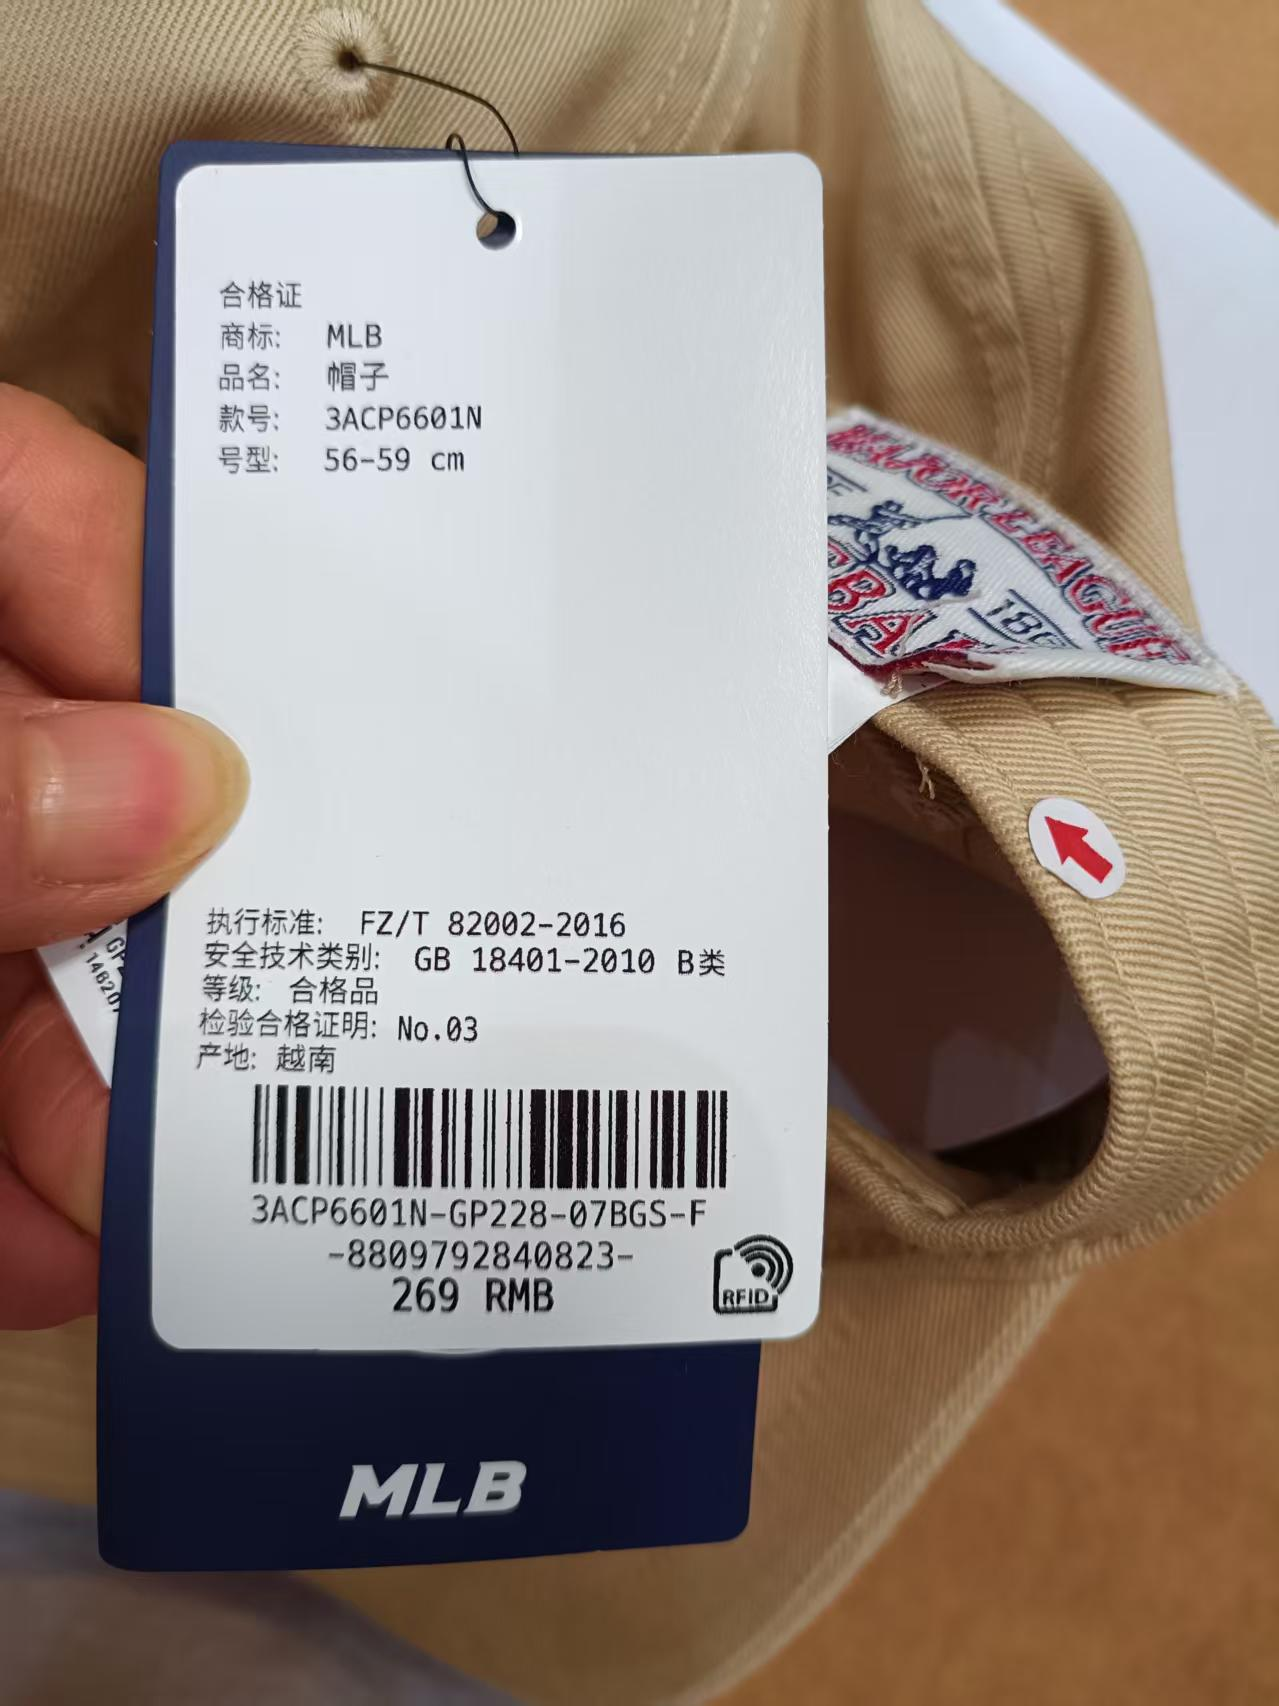 合格证
商标: MLB
品名: 帽子
款号: 3ACP6601N
号型: 56-59 cm
执行标准: FZ/T 82002-2016
安全技术类别: GB 18401-2010 B类
等级: 合格品
检验合格证明: No.03
产地: 越南
3ACP6601N-GP228-07BGS-F
-8809792840823-
269 RMB
RFID
MLB
MAJOR LEAGUE